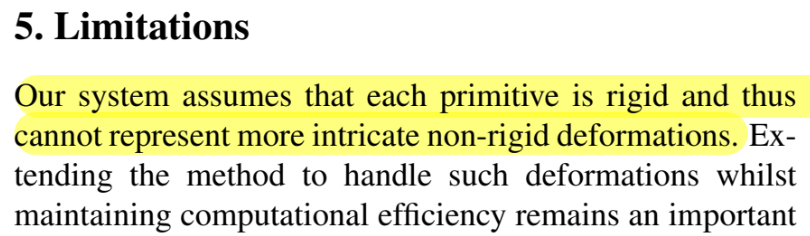 5. Limitations
Our system assumes that each primitive is rigid and thus
cannot represent more intricate non-rigid deformations. Ex-
tending the method to handle such deformations whilst
maintaining computational efficiency remains an important